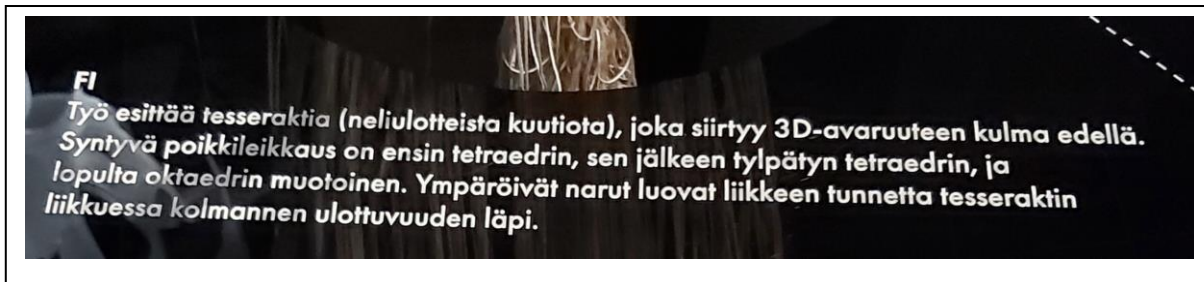 FI
Työ esittää tesseraktia (neliulotteista kuutiota), joka siirtyy 3D-avaruuteen kulma edellä.
Syntyvä poikkileikkaus on ensin tetraedrin, sen jälkeen tylpätyn tetraedrin, ja
lopulta oktaedrin muotoinen. Ympäröivät narut luovat liikkeen tunnetta tesseraktin
liikkuessa kolmannen ulottuvuuden läpi.